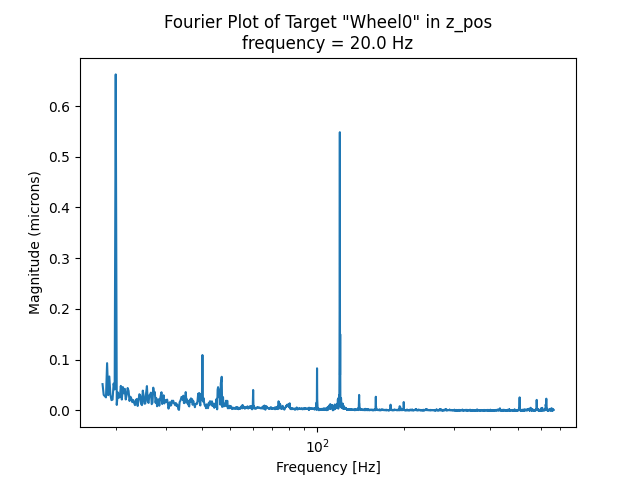 Fourier Plot of Target "Wheel0" in z_pos
frequency = 20.0 Hz
Magnitude (microns)
0.6
0.5
0.4
0.3
0.2
0.1
0.0
10²
Frequency [Hz]